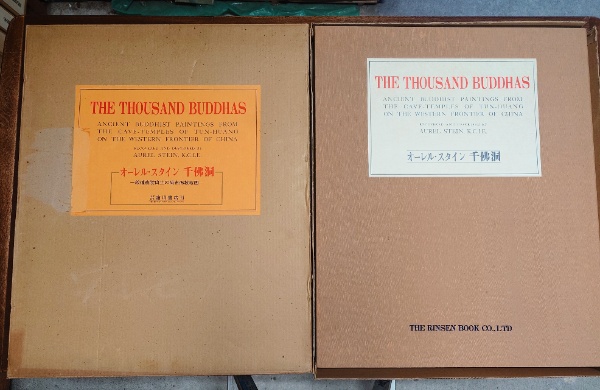 THE THOUSAND BUDDHAS
ANCIENT BUDDHIST PAINTINGS FROM
THE CAVE-TEMPLES OF TUN-HUANG
ON THE WESTERN FRONTIER OF CHINA
AUREL STEIN, K.C.I.E.
オーレル・スタイン 千佛洞
THE THOUSAND BUDDHAS
ANCIENT BUDDHIST PAINTINGS FROM
THE CAVE-TEMPLES OF TUN-HUANG
ON THE WESTERN FRONTIER OF CHINA
AUREL STEIN, K.C.I.E.
オーレル・スタイン 千佛洞
THE RINSEN BOOK CO.,LTD